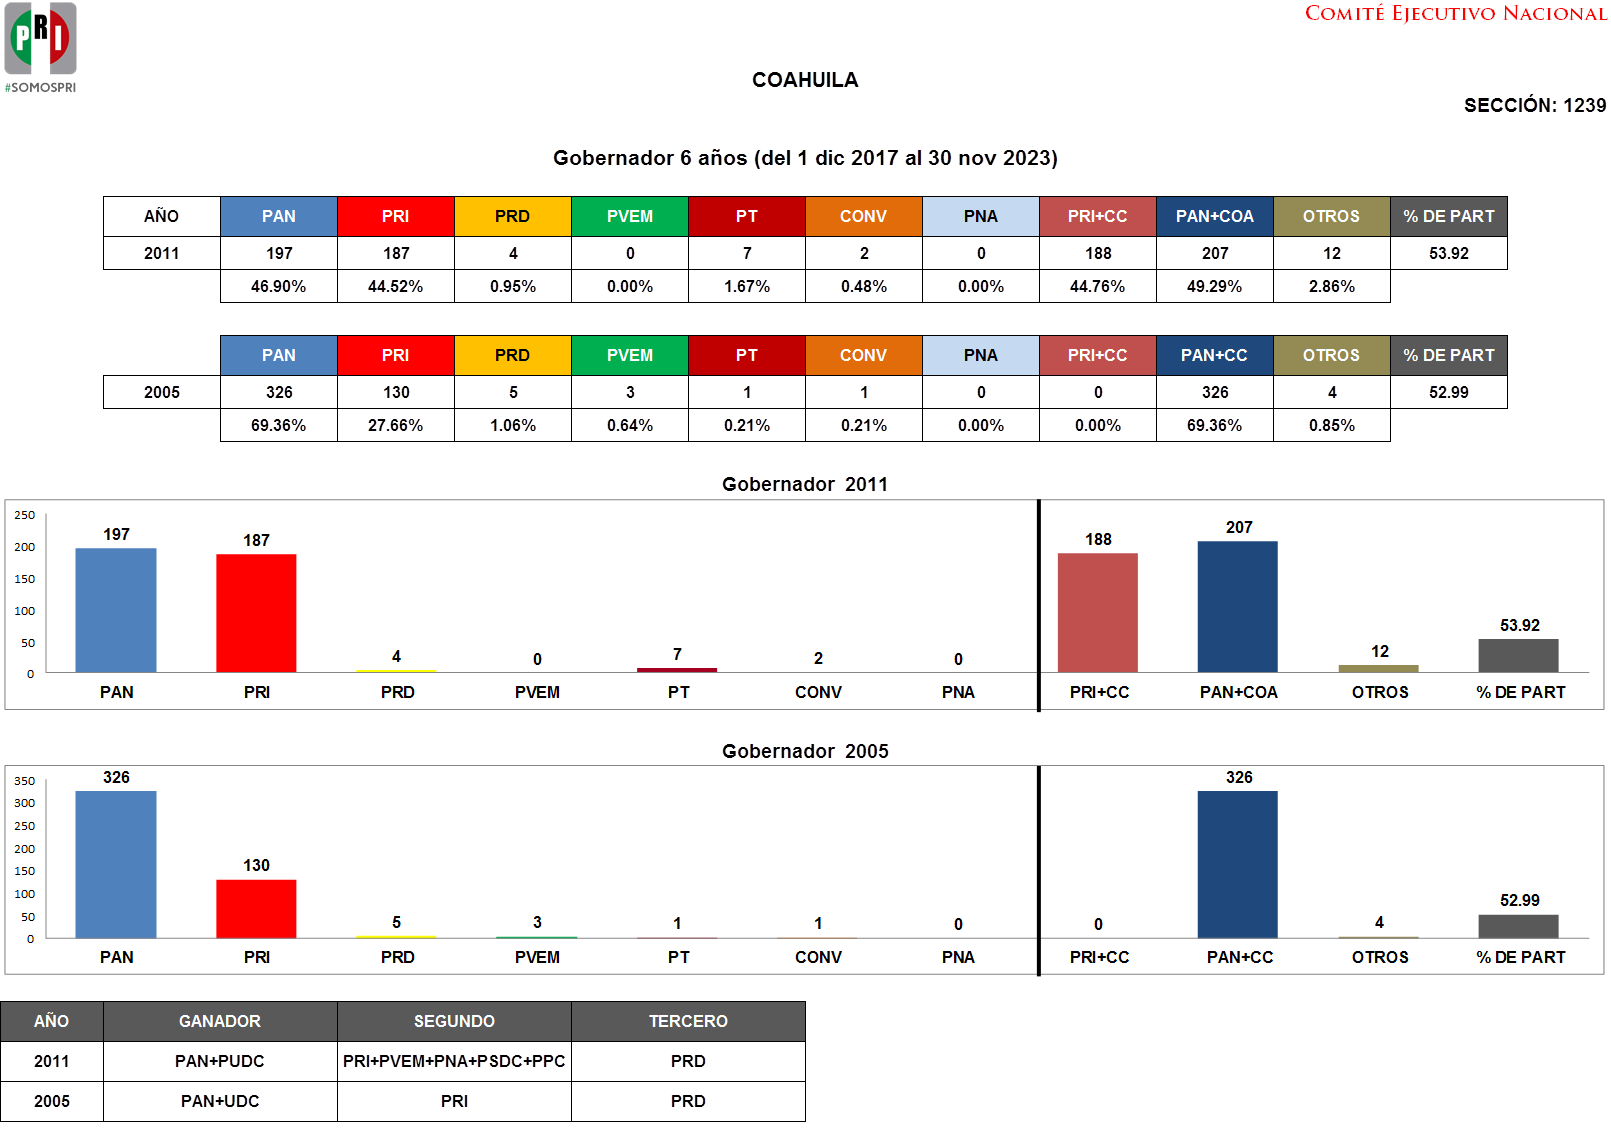 PRI
#SOMOSPRI
COMITÉ EJECUTIVO NACIONAL
COAHUILA
SECCIÓN: 1239
Gobernador 6 años (del 1 dic 2017 al 30 nov 2023)
AÑO PAN PRI PRD PVEM PT CONV PNA PRI+CC PAN+COA OTROS % DE PART
2011 197 187 4 0 7 2 0 188 207 12 53.92
46.90% 44.52% 0.95% 0.00% 1.67% 0.48% 0.00% 44.76% 49.29% 2.86%
PAN PRI PRD PVEM PT CONV PNA PRI+CC PAN+CC OTROS % DE PART
2005 326 130 5 3 1 1 0 0 326 4 52.99
69.36% 27.66% 1.06% 0.64% 0.21% 0.21% 0.00% 0.00% 69.36% 0.85%
Gobernador 2011
250
200
150
100
50
0
197 187 4 0 7 2 0 188 207 12 53.92
PAN PRI PRD PVEM PT CONV PNA PRI+CC PAN+COA OTROS % DE PART
Gobernador 2005
350
300
250
200
150
100
50
0
326 130 5 3 1 1 0 0 326 4 52.99
PAN PRI PRD PVEM PT CONV PNA PRI+CC PAN+CC OTROS % DE PART
AÑO GANADOR SEGUNDO TERCERO
2011 PAN+PUDC PRI+PVEM+PNA+PSDC+PPC PRD
2005 PAN+UDC PRI PRD